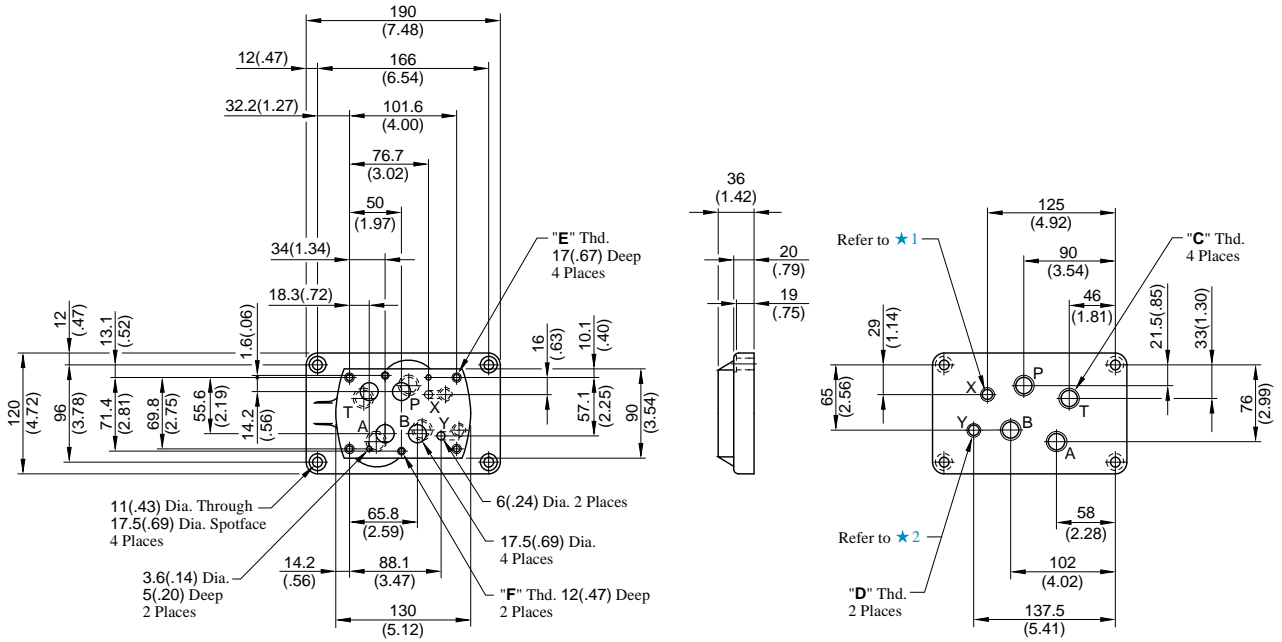 190
(7.48)
12(.47)
166
(6.54)
32.2(1.27)
101.6
(4.00)
76.7
(3.02)
50
(1.97)
34(1.34)
18.3(.72)
"E" Thd.
17(.67) Deep
4 Places
12
(.47)
13.1
(.52)
1.6(.06)
16
(.63)
10.1
(.40)
120
(4.72)
96
(3.78)
71.4
(2.81)
69.8
(2.75)
14.2
(.56)
55.6
(2.19)
57.1
(2.25)
90
(3.54)
T
P
X
A
B
Y
11(.43) Dia. Through
17.5(.69) Dia. Spotface
4 Places
3.6(.14) Dia.
5(.20) Deep
2 Places
14.2
(.56)
65.8
(2.59)
88.1
(3.47)
130
(5.12)
6(.24) Dia. 2 Places
17.5(.69) Dia.
4 Places
"F" Thd. 12(.47) Deep
2 Places
36
(1.42)
20
(.79)
19
(.75)
125
(4.92)
Refer to ★1
90
(3.54)
"C" Thd.
4 Places
46
(1.81)
29
(1.14)
21.5(.85)
33(1.30)
65
(2.56)
76
(2.99)
X
P
T
Y
B
A
58
(2.28)
Refer to ★2
102
(4.02)
"D" Thd.
2 Places
137.5
(5.41)